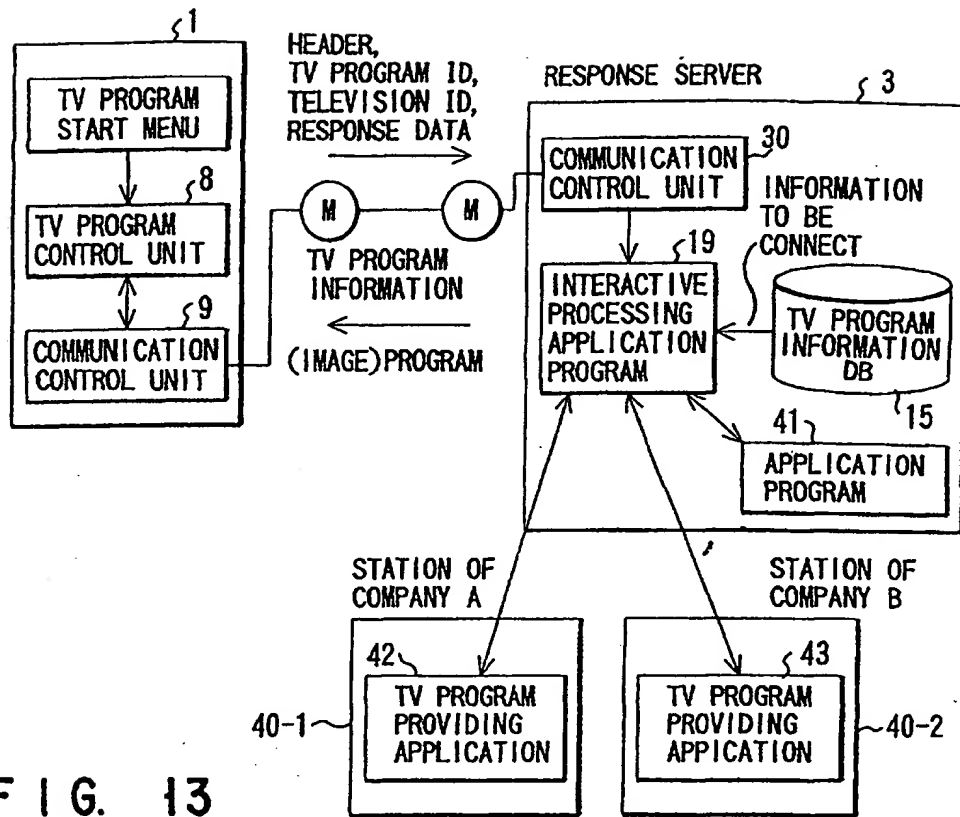 1
TV PROGRAM
START MENU
8
TV PROGRAM
CONTROL UNIT
9
COMMUNICATION
CONTROL UNIT
HEADER,
TV PROGRAM ID,
TELEVISION ID,
RESPONSE DATA
M
M
TV PROGRAM
INFORMATION
(IMAGE)PROGRAM
RESPONSE SERVER
3
30
COMMUNICATION
CONTROL UNIT
INFORMATION
TO BE
CONNECT
19
INTERACTIVE
PROCESSING
APPLICATION
PROGRAM
TV PROGRAM
INFORMATION
DB
15
41
APPLICATION
PROGRAM
STATION OF
COMPANY A
42
TV PROGRAM
PROVIDING
APPLICATION
40-1
STATION OF
COMPANY B
43
TV PROGRAM
PROVIDING
APPICATION
40-2
FIG. 13